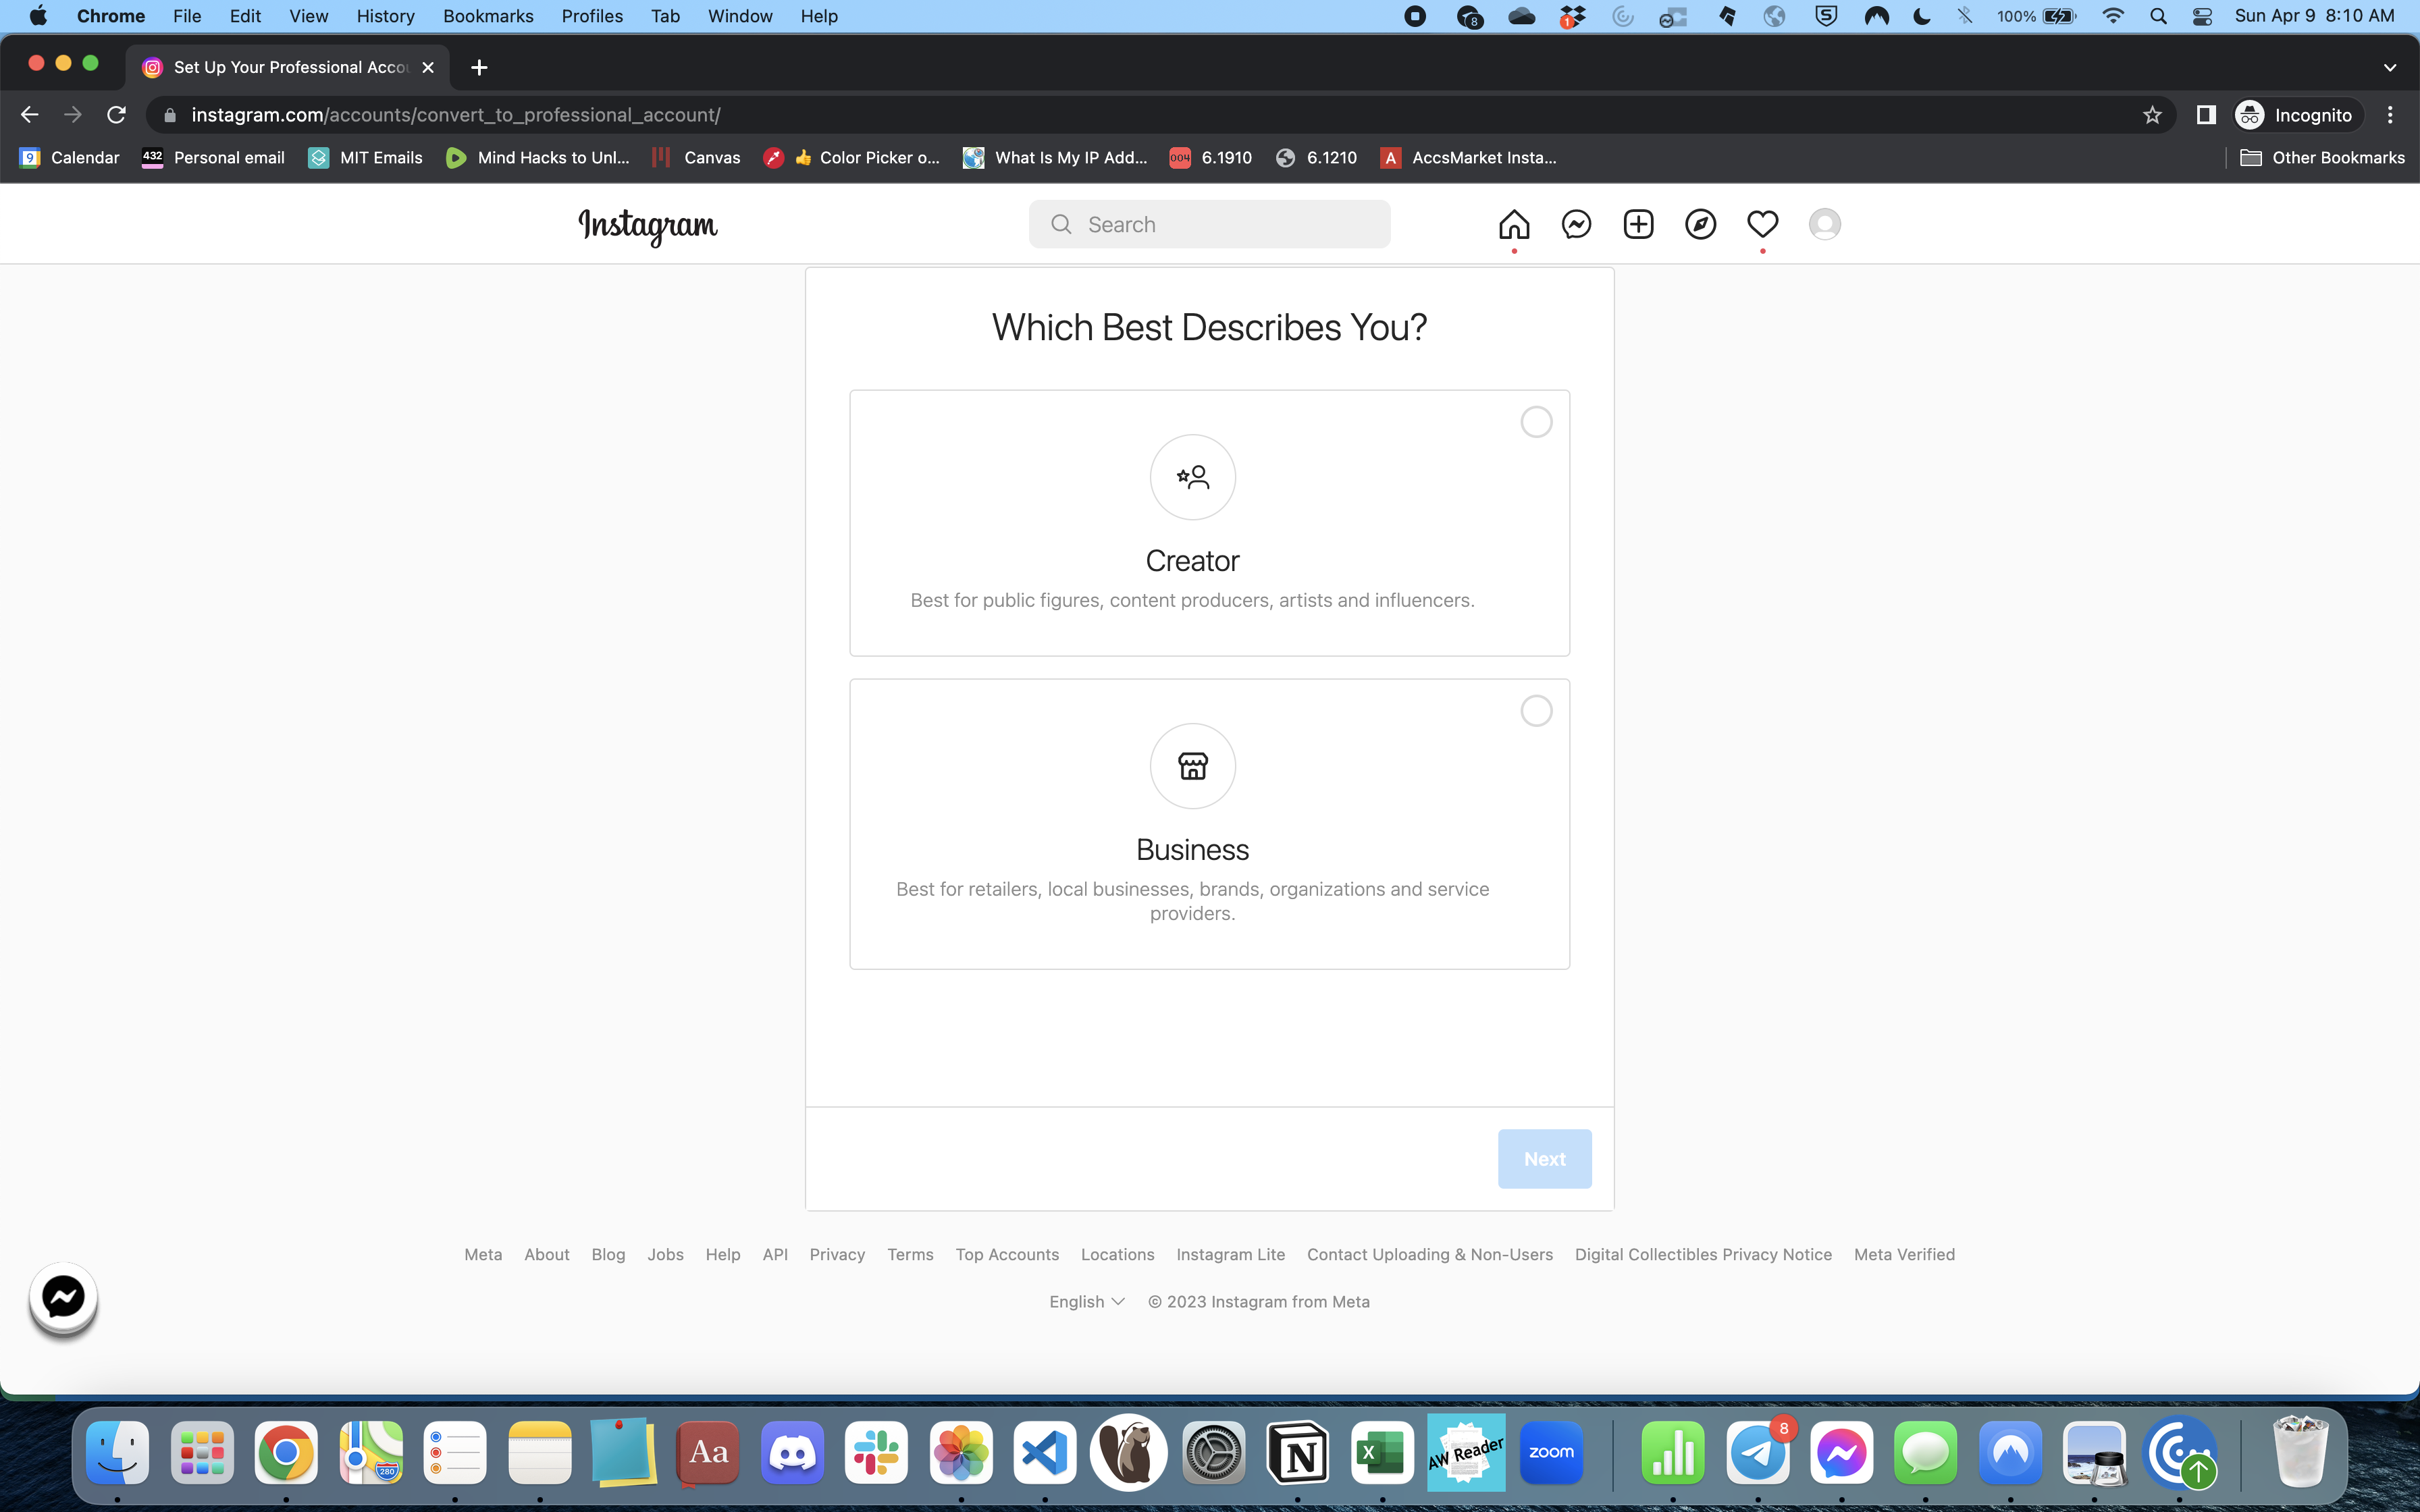 Chrome File Edit View History Bookmarks Profiles Tab Window Help
8
1
100%
Sun Apr 9 8:10 AM
Set Up Your Professional Accou
instagram.com/accounts/convert_to_professional_account/
Incognito
9 Calendar
432 Personal email
MIT Emails
Mind Hacks to Unl...
Canvas
Color Picker o...
What Is My IP Add...
004 6.1910
6.1210
A AccsMarket Insta...
Other Bookmarks
Instagram
Search
Which Best Describes You?
Creator
Best for public figures, content producers, artists and influencers.
Business
Best for retailers, local businesses, brands, organizations and service
providers.
Next
Meta About Blog Jobs Help API Privacy Terms Top Accounts Locations Instagram Lite Contact Uploading & Non-Users Digital Collectibles Privacy Notice Meta Verified
English © 2023 Instagram from Meta
280
Aa
N
X
AW Reader
zoom
8